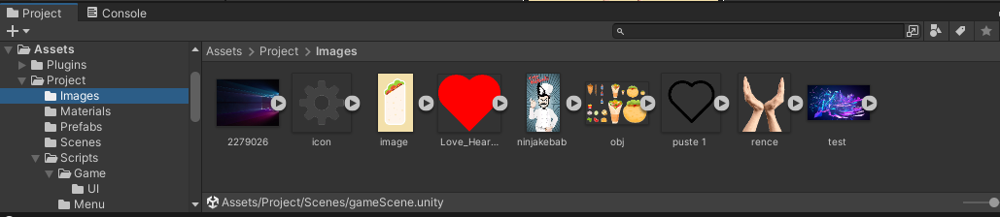 Project Console
Assets
Plugins
Project
Images
Materials
Prefabs
Scenes
Scripts
Game
UI
Menu
Assets > Project > Images
2279026 icon image Love_Hear... ninjakebab obj puste 1 rence test
Assets/Project/Scenes/gameScene.unity